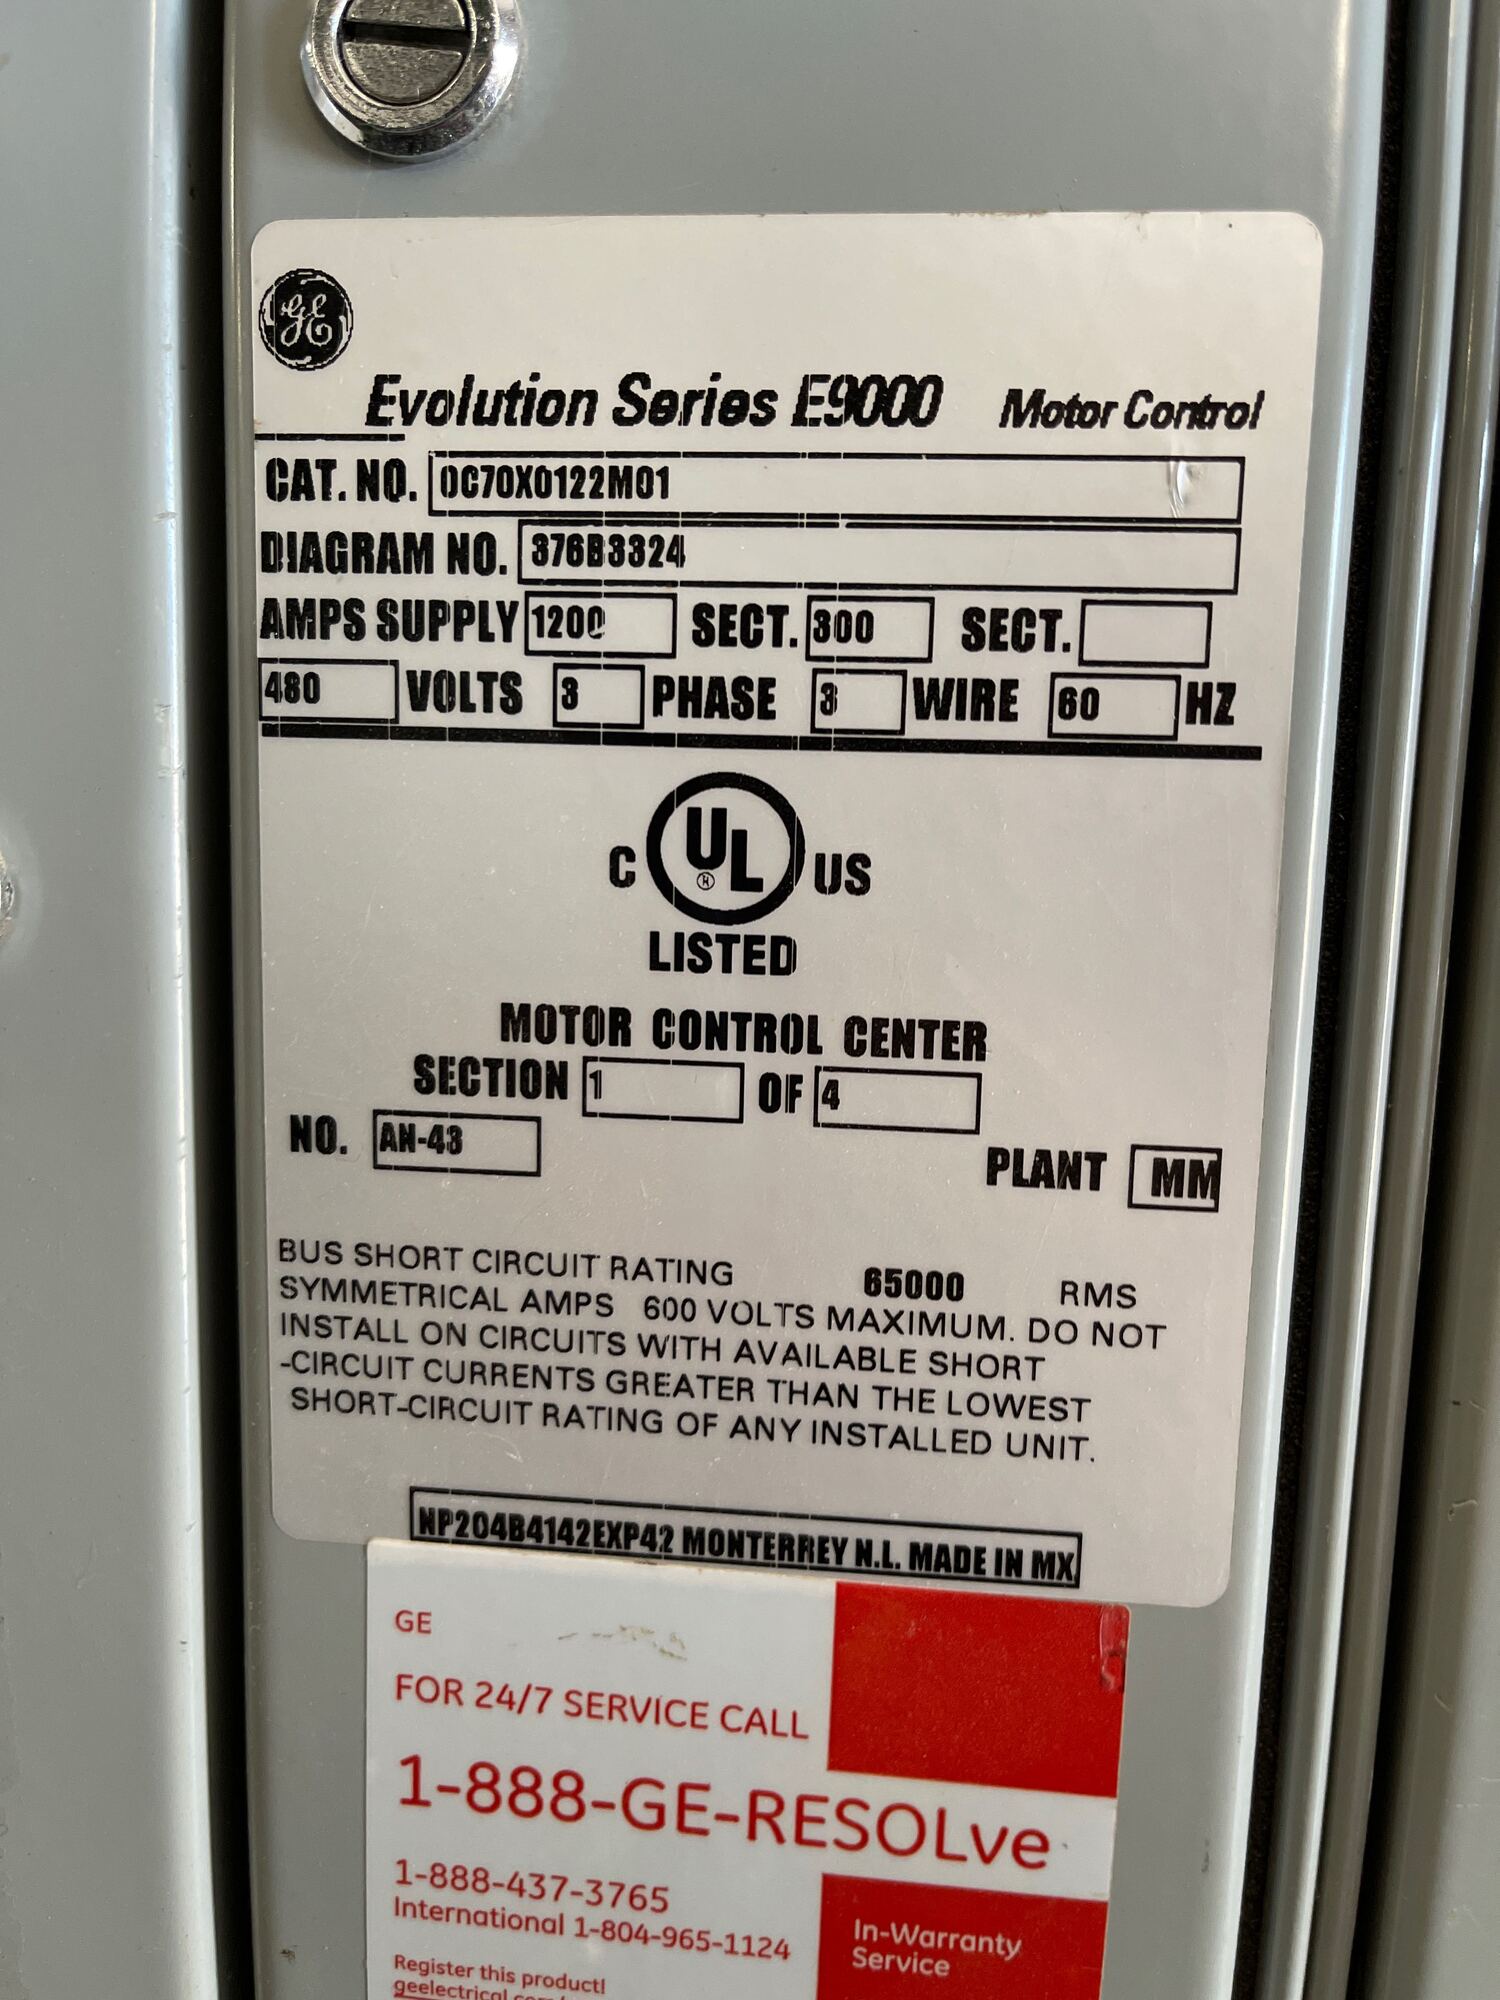 GE
Evolution Series E9000 Motor Control
CAT. NO. 0C70X0122M01
DIAGRAM NO. 376B3324
AMPS SUPPLY 1200 SECT. 300 SECT.
480 VOLTS 3 PHASE 3 WIRE 60 HZ
C UL US
LISTED
MOTOR CONTROL CENTER
SECTION 1 OF 4
NO. AN-43
PLANT MM
BUS SHORT CIRCUIT RATING 65000 RMS
SYMMETRICAL AMPS 600 VOLTS MAXIMUM. DO NOT
INSTALL ON CIRCUITS WITH AVAILABLE SHORT
-CIRCUIT CURRENTS GREATER THAN THE LOWEST
SHORT-CIRCUIT RATING OF ANY INSTALLED UNIT.
NP204B4142EXP42 MONTERREY N.L. MADE IN MX
GE
FOR 24/7 SERVICE CALL
1-888-GE-RESOLve
1-888-437-3765
International 1-804-965-1124
In-Warranty
Service
Register this product!